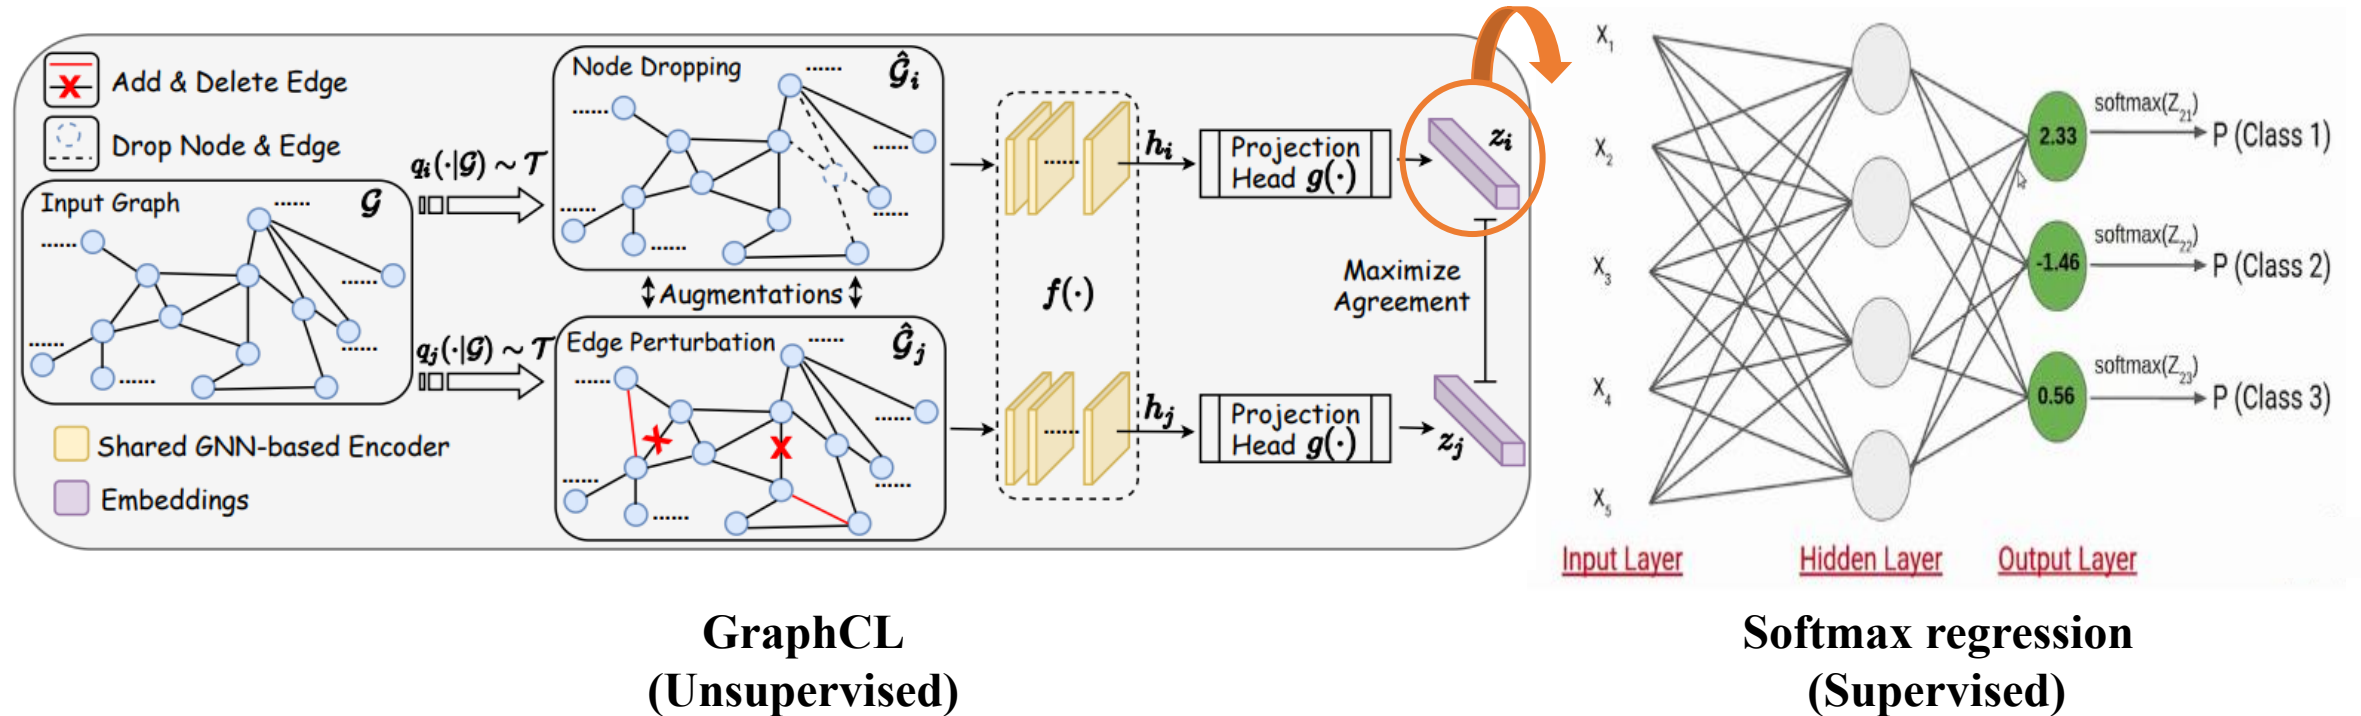 Add & Delete Edge
Drop Node & Edge
Input Graph 𝒢
......
......
......
......
......
......
qᵢ(·|𝒢) ~ 𝒯
qⱼ(·|𝒢) ~ 𝒯
Node Dropping 𝒢̂ᵢ
......
......
......
......
......
......
Augmentations
Edge Perturbation 𝒢̂ⱼ
......
......
......
......
......
......
Shared GNN-based Encoder
Embeddings
......
f(·)
......
hᵢ
hⱼ
Projection
Head g(·)
Projection
Head g(·)
zᵢ
Maximize
Agreement
zⱼ
GraphCL
(Unsupervised)
X₁
X₂
X₃
X₄
X₅
2.33
-1.46
0.56
softmax(Z₂₁)
P (Class 1)
softmax(Z₂₂)
P (Class 2)
softmax(Z₂₃)
P (Class 3)
Input Layer
Hidden Layer
Output Layer
Softmax regression
(Supervised)